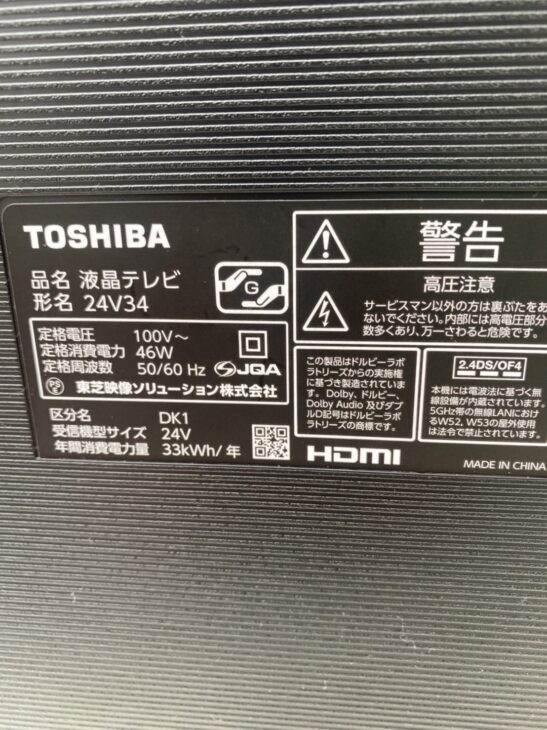 TOSHIBA
品名 液晶テレビ
形名 24V34
G
定格電圧 100V～
定格消費電力 46W
定格周波数 50/60 Hz
JQA
PS
東芝映像ソリューション株式会社
区分名 DK1
受信機型サイズ 24V
年間消費電力量 33kWh/年
警告
高圧注意
サービスマン以外の方は裏ぶたをあ
ないでください。内部には高電圧部分
数多くあり、万一さわると危険です。
この製品はドルビーラボ
ラトリーズからの実施権
に基づき製造されていま
す。Dolby、ドルビー、
Dolby Audio 及びダブ
ルD記号はドルビーラボ
ラトリーズの商標です。
HDMI
2.4DS/OF4
本機には電波法に基づく無
線設備が内蔵されています。
5GHz帯の無線LANにおけ
るW52、W53の屋外使用
は法令で禁止されています。
MADE IN CHINA